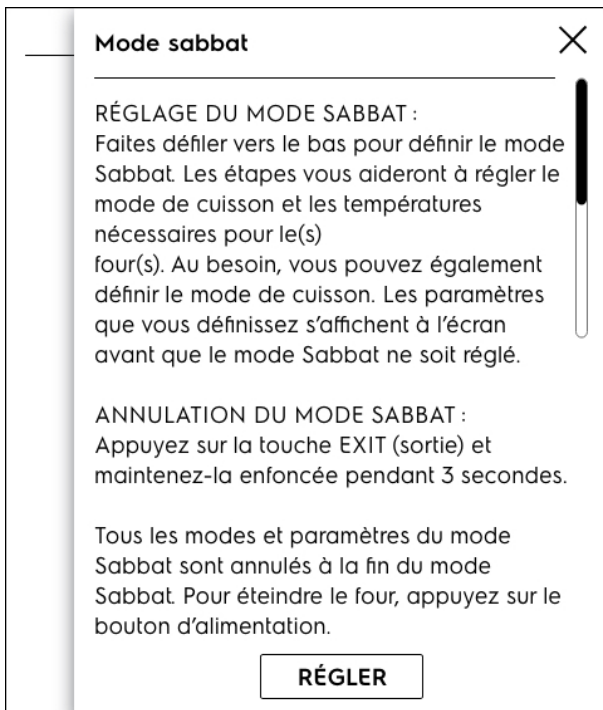 Mode sabbat
RÉGLAGE DU MODE SABBAT :
Faites défiler vers le bas pour définir le mode
Sabbat. Les étapes vous aideront à régler le
mode de cuisson et les températures
nécessaires pour le(s)
four(s). Au besoin, vous pouvez également
définir le mode de cuisson. Les paramètres
que vous définissez s’affichent à l’écran
avant que le mode Sabbat ne soit réglé.
ANNULATION DU MODE SABBAT :
Appuyez sur la touche EXIT (sortie) et
maintenez-la enfoncée pendant 3 secondes.
Tous les modes et paramètres du mode
Sabbat sont annulés à la fin du mode
Sabbat. Pour éteindre le four, appuyez sur le
bouton d’alimentation.
RÉGLER